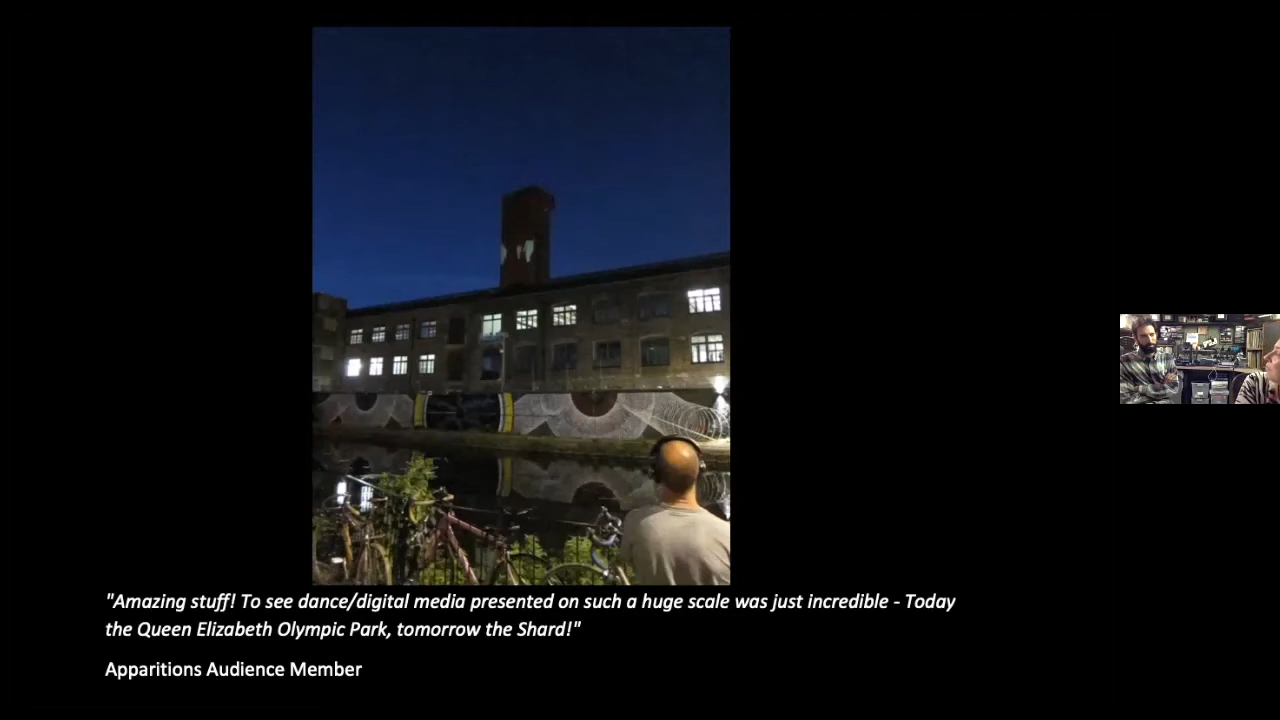 "Amazing stuff! To see dance/digital media presented on such a huge scale was just incredible - Today
the Queen Elizabeth Olympic Park, tomorrow the Shard!"
Apparitions Audience Member